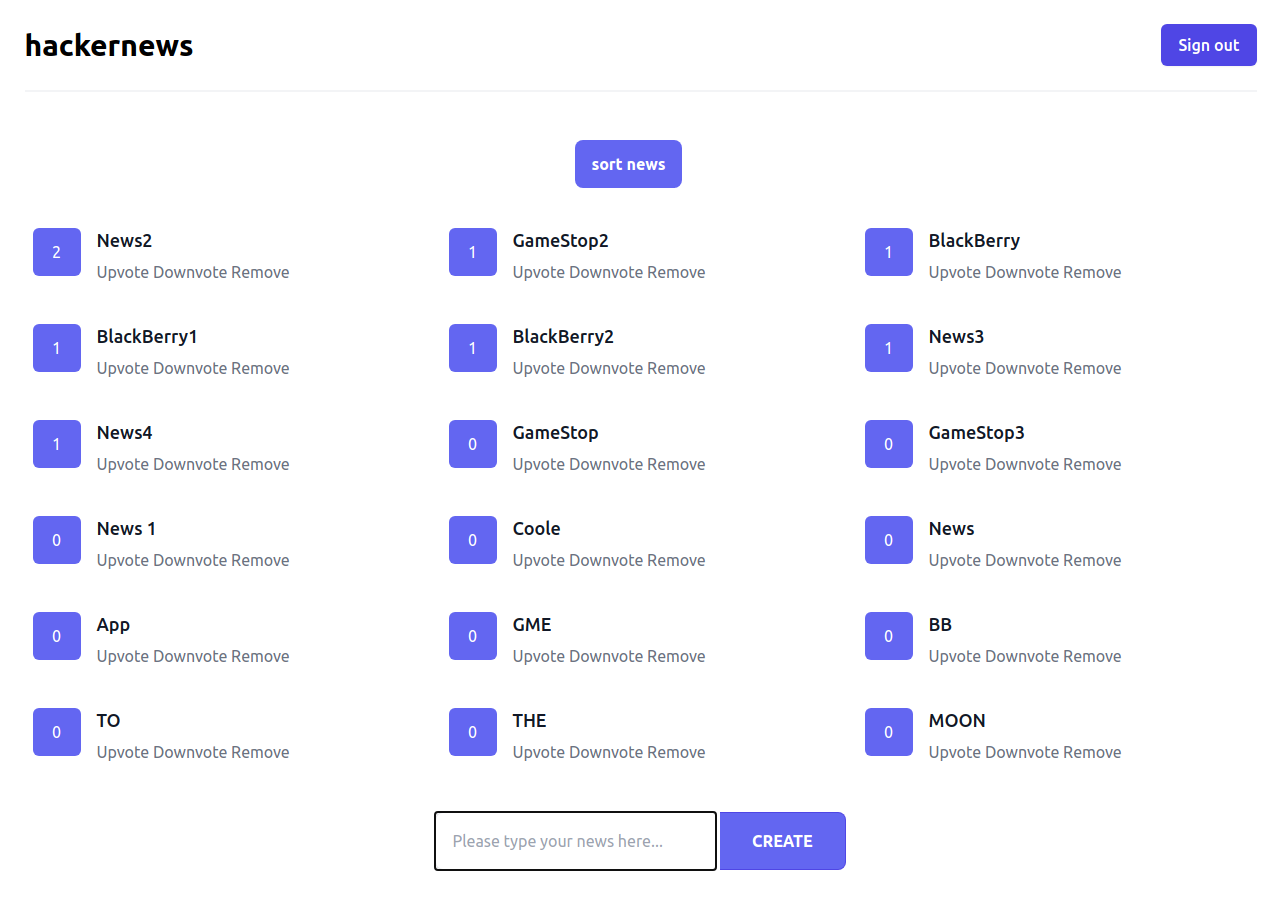 hackernews
Sign out
sort news
2 News2
Upvote Downvote Remove
1 GameStop2
Upvote Downvote Remove
1 BlackBerry
Upvote Downvote Remove
1 BlackBerry1
Upvote Downvote Remove
1 BlackBerry2
Upvote Downvote Remove
1 News3
Upvote Downvote Remove
1 News4
Upvote Downvote Remove
0 GameStop
Upvote Downvote Remove
0 GameStop3
Upvote Downvote Remove
0 News 1
Upvote Downvote Remove
0 Coole
Upvote Downvote Remove
0 News
Upvote Downvote Remove
0 App
Upvote Downvote Remove
0 GME
Upvote Downvote Remove
0 BB
Upvote Downvote Remove
0 TO
Upvote Downvote Remove
0 THE
Upvote Downvote Remove
0 MOON
Upvote Downvote Remove
Please type your news here...
CREATE